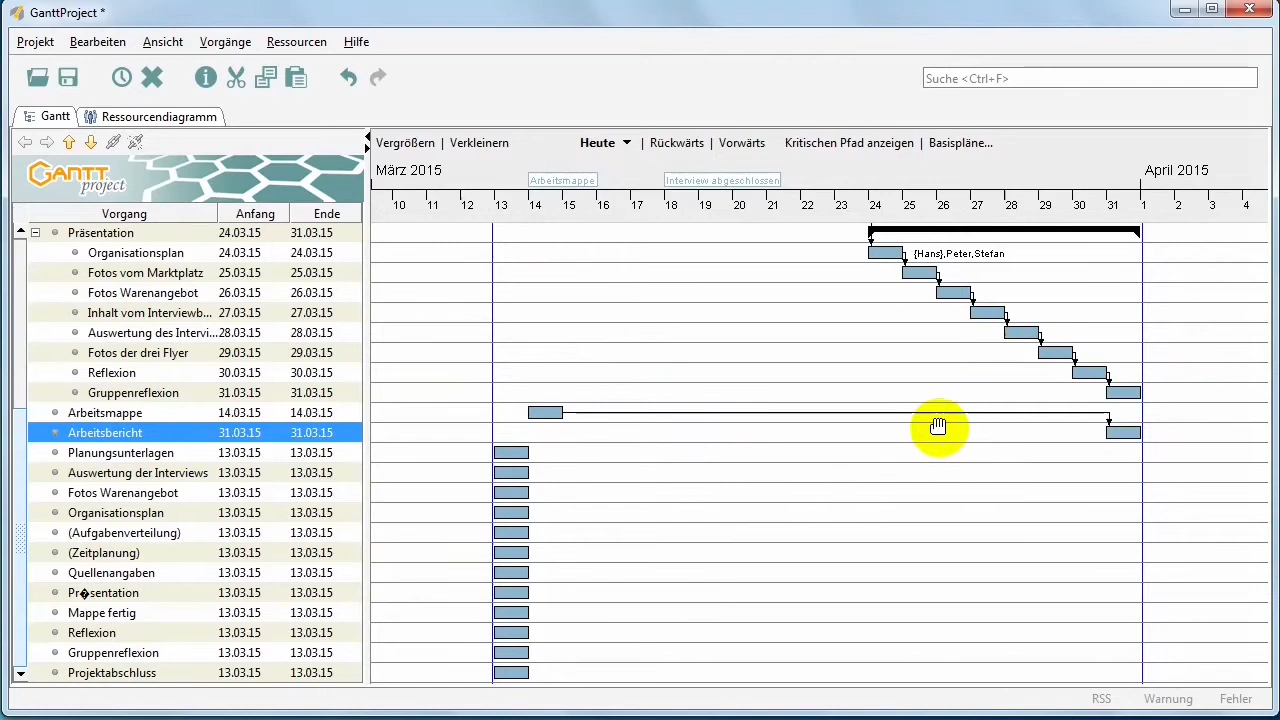 GanttProject *
Projekt Bearbeiten Ansicht Vorgänge Ressourcen Hilfe
Suche <Ctrl+F>
Gantt Ressourcendiagramm
Vergrößern | Verkleinern Heute | Rückwärts | Vorwärts Kritischen Pfad anzeigen | Basispläne...
GANTT project
März 2015 April 2015
Arbeitsmappe Interview abgeschlossen
10 11 12 13 14 15 16 17 18 19 20 21 22 23 24 25 26 27 28 29 30 31 1 2 3 4
Vorgang Anfang Ende
Präsentation 24.03.15 31.03.15
Organisationsplan 24.03.15 24.03.15 {Hans},Peter,Stefan
Fotos vom Marktplatz 25.03.15 25.03.15
Fotos Warenangebot 26.03.15 26.03.15
Inhalt vom Interviewb... 27.03.15 27.03.15
Auswertung des Intervi... 28.03.15 28.03.15
Fotos der drei Flyer 29.03.15 29.03.15
Reflexion 30.03.15 30.03.15
Gruppenreflexion 31.03.15 31.03.15
Arbeitsmappe 14.03.15 14.03.15
Arbeitsbericht 31.03.15 31.03.15
Planungsunterlagen 13.03.15 13.03.15
Auswertung der Interviews 13.03.15 13.03.15
Fotos Warenangebot 13.03.15 13.03.15
Organisationsplan 13.03.15 13.03.15
(Aufgabenverteilung) 13.03.15 13.03.15
(Zeitplanung) 13.03.15 13.03.15
Quellenangaben 13.03.15 13.03.15
Pr�sentation 13.03.15 13.03.15
Mappe fertig 13.03.15 13.03.15
Reflexion 13.03.15 13.03.15
Gruppenreflexion 13.03.15 13.03.15
Projektabschluss 13.03.15 13.03.15
RSS Warnung Fehler